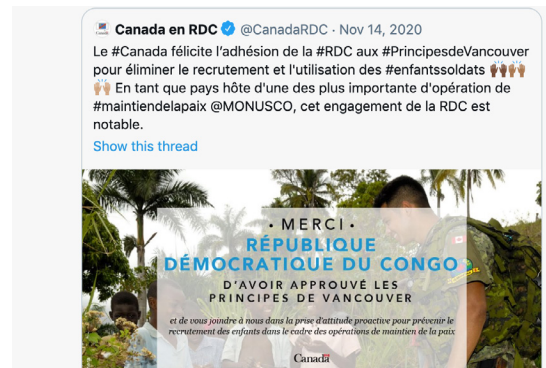 Canada en RDC @CanadaRDC · Nov 14, 2020
Le #Canada félicite l'adhésion de la #RDC aux #PrincipesdeVancouver
pour éliminer le recrutement et l'utilisation des #enfantssoldats 🙌🏿🙌🏽
🙌🏼 En tant que pays hôte d'une des plus importante d'opération de
#maintiendelapaix @MONUSCO, cet engagement de la RDC est
notable.
Show this thread
• MERCI •
RÉPUBLIQUE
DÉMOCRATIQUE DU CONGO
D'AVOIR APPROUVÉ LES
PRINCIPES DE VANCOUVER
et de vous joindre à nous dans la prise d'attitude proactive pour prévenir le
recrutement des enfants dans le cadre des opérations de maintien de la paix
Canada